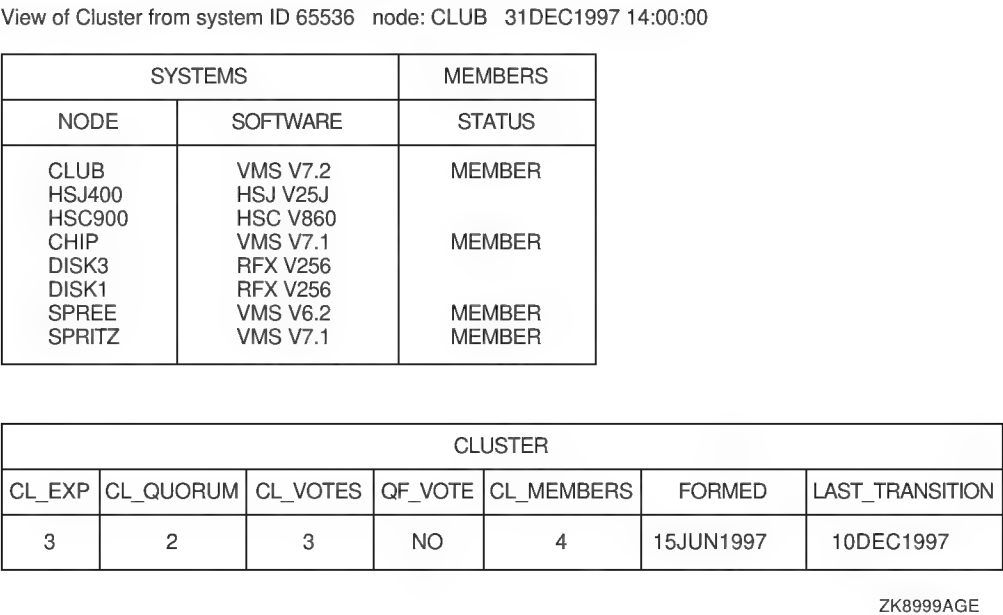 View of Cluster from system ID 65536 node: CLUB 31DEC1997 14:00:00
SYSTEMS MEMBERS
NODE SOFTWARE STATUS
CLUB VMS V7.2 MEMBER
HSJ400 HSJ V25J
HSC900 HSC V860
CHIP VMS V7.1 MEMBER
DISK3 RFX V256
DISK1 RFX V256
SPREE VMS V6.2 MEMBER
SPRITZ VMS V7.1 MEMBER
CLUSTER
CL_EXP CL_QUORUM CL_VOTES QF_VOTE CL_MEMBERS FORMED LAST_TRANSITION
3 2 3 NO 4 15JUN1997 10DEC1997
ZK8999AGE